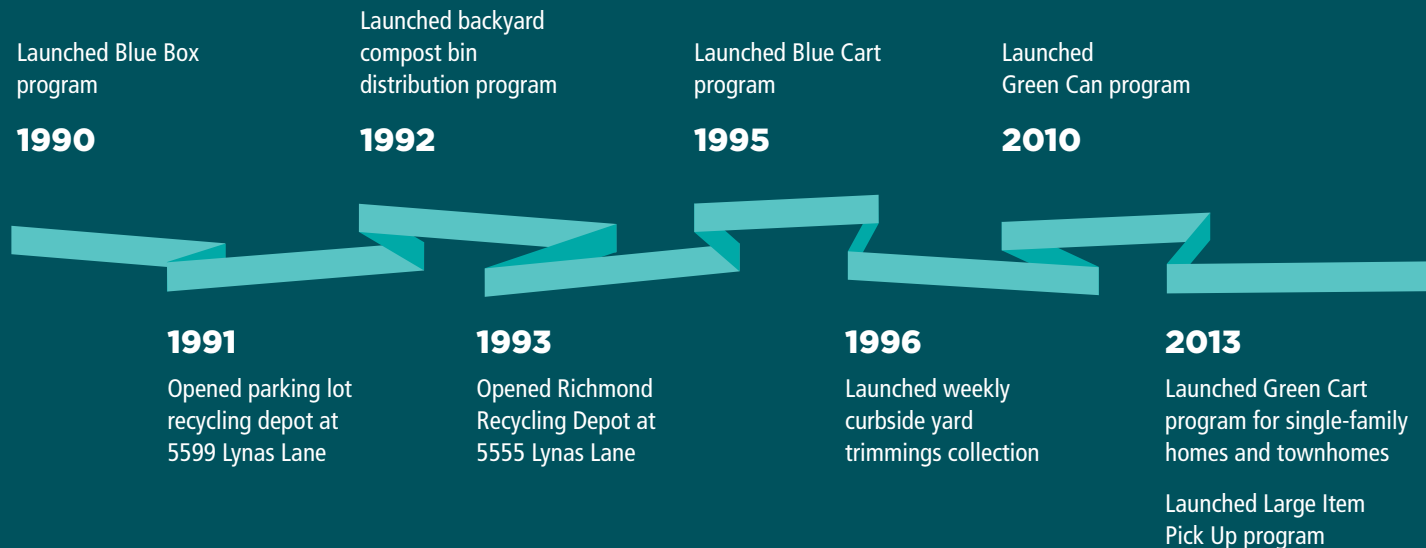 Launched Blue Box
program
1990
1991
Opened parking lot
recycling depot at
5599 Lynas Lane
Launched backyard
compost bin
distribution program
1992
1993
Opened Richmond
Recycling Depot at
5555 Lynas Lane
Launched Blue Cart
program
1995
1996
Launched weekly
curbside yard
trimmings collection
Launched
Green Can program
2010
2013
Launched Green Cart
program for single-family
homes and townhomes
Launched Large Item
Pick Up program